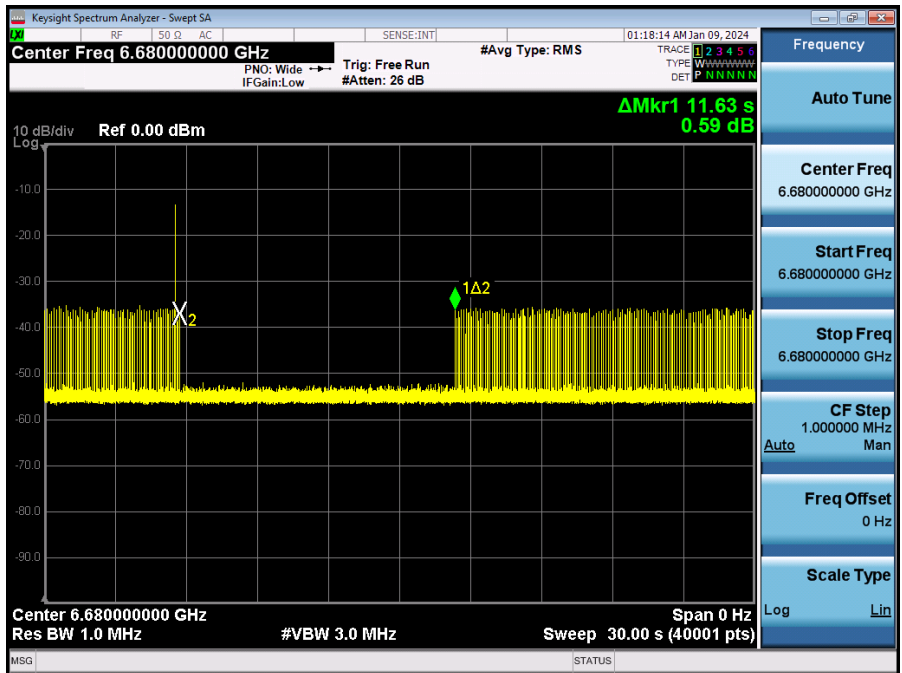 Keysight Spectrum Analyzer - Swept SA
LXI RF 50 Ω AC SENSE:INT 01:18:14 AM Jan 09, 2024
Center Freq 6.680000000 GHz
PNO: Wide
IFGain:Low
Trig: Free Run
#Atten: 26 dB
#Avg Type: RMS
TRACE 1 2 3 4 5 6
TYPE WWWWWW
DET P N N N N N
ΔMkr1 11.63 s
0.59 dB
10 dB/div Ref 0.00 dBm
Log
-10.0
-20.0
-30.0
-40.0
-50.0
-60.0
-70.0
-80.0
-90.0
1Δ2
2
Center 6.680000000 GHz Span 0 Hz
Res BW 1.0 MHz #VBW 3.0 MHz Sweep 30.00 s (40001 pts)
MSG STATUS
Frequency
Auto Tune
Center Freq
6.680000000 GHz
Start Freq
6.680000000 GHz
Stop Freq
6.680000000 GHz
CF Step
1.000000 MHz
Auto Man
Freq Offset
0 Hz
Scale Type
Log Lin